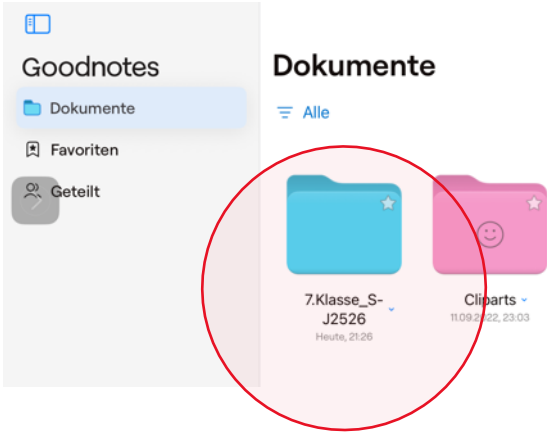 Goodnotes
Dokumente
Favoriten
Geteilt
Dokumente
Alle
7.Klasse_S-
J2526
Heute, 21:26
Cliparts
11.09.2022, 23:03